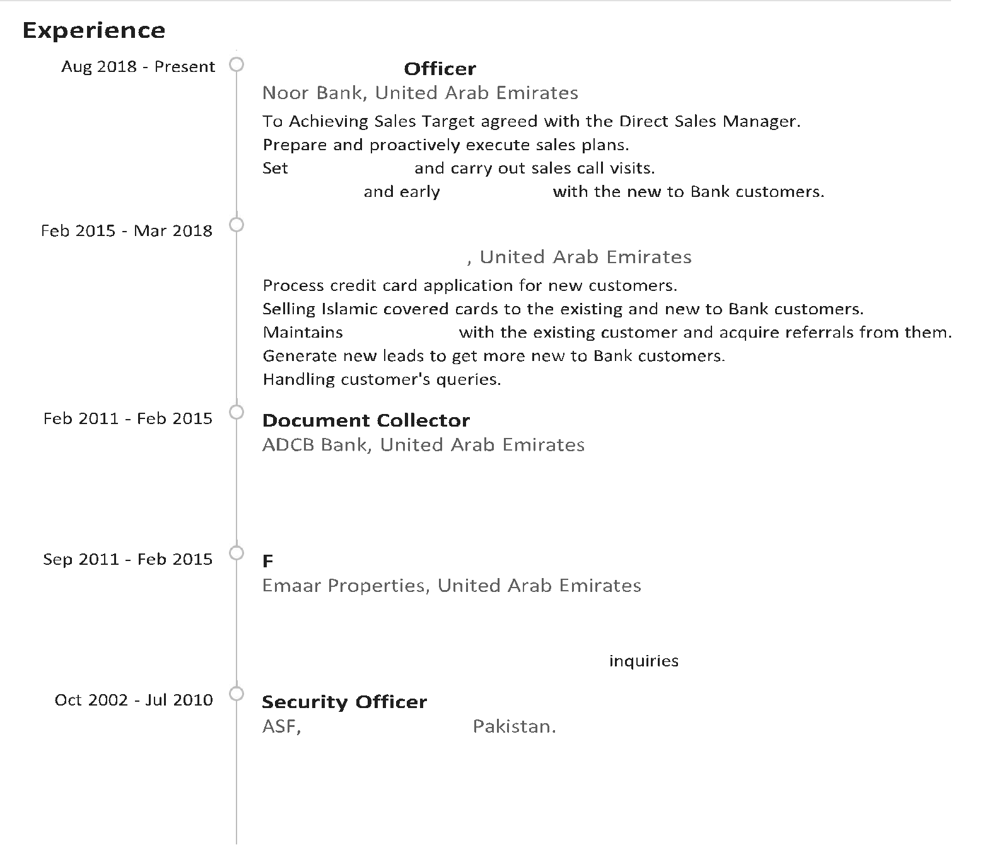 Experience
Aug 2018 - Present
Officer
Noor Bank, United Arab Emirates
To Achieving Sales Target agreed with the Direct Sales Manager.
Prepare and proactively execute sales plans.
Set and carry out sales call visits.
and early with the new to Bank customers.
Feb 2015 - Mar 2018
, United Arab Emirates
Process credit card application for new customers.
Selling Islamic covered cards to the existing and new to Bank customers.
Maintains with the existing customer and acquire referrals from them.
Generate new leads to get more new to Bank customers.
Handling customer's queries.
Feb 2011 - Feb 2015
Document Collector
ADCB Bank, United Arab Emirates
Sep 2011 - Feb 2015
F
Emaar Properties, United Arab Emirates
inquiries
Oct 2002 - Jul 2010
Security Officer
ASF, Pakistan.